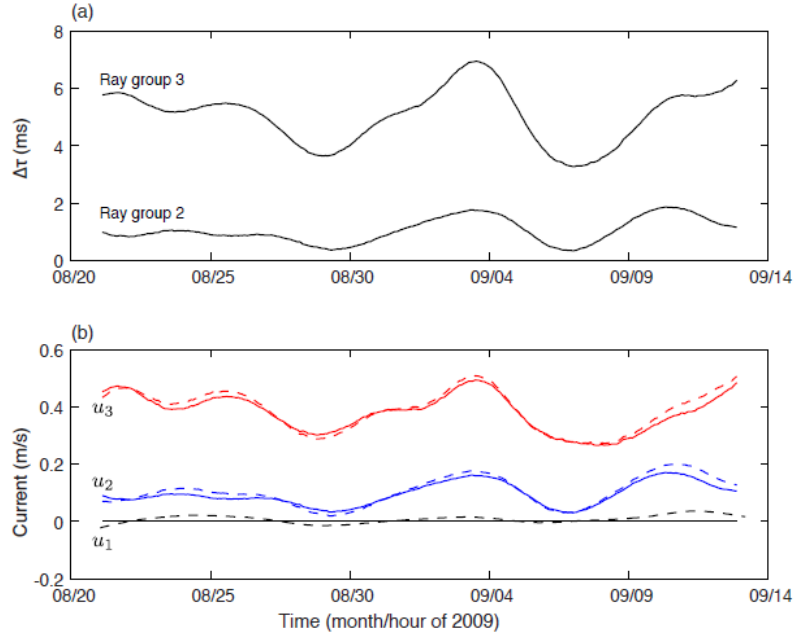 (a)
8
Ray group 3
6
Δτ (ms)
4
Ray group 2
2
0
08/20 08/25 08/30 09/04 09/09 09/14
(b)
0.6
0.4
u3
Current (m/s)
0.2
u2
0
u1
-0.2
08/20 08/25 08/30 09/04 09/09 09/14
Time (month/hour of 2009)